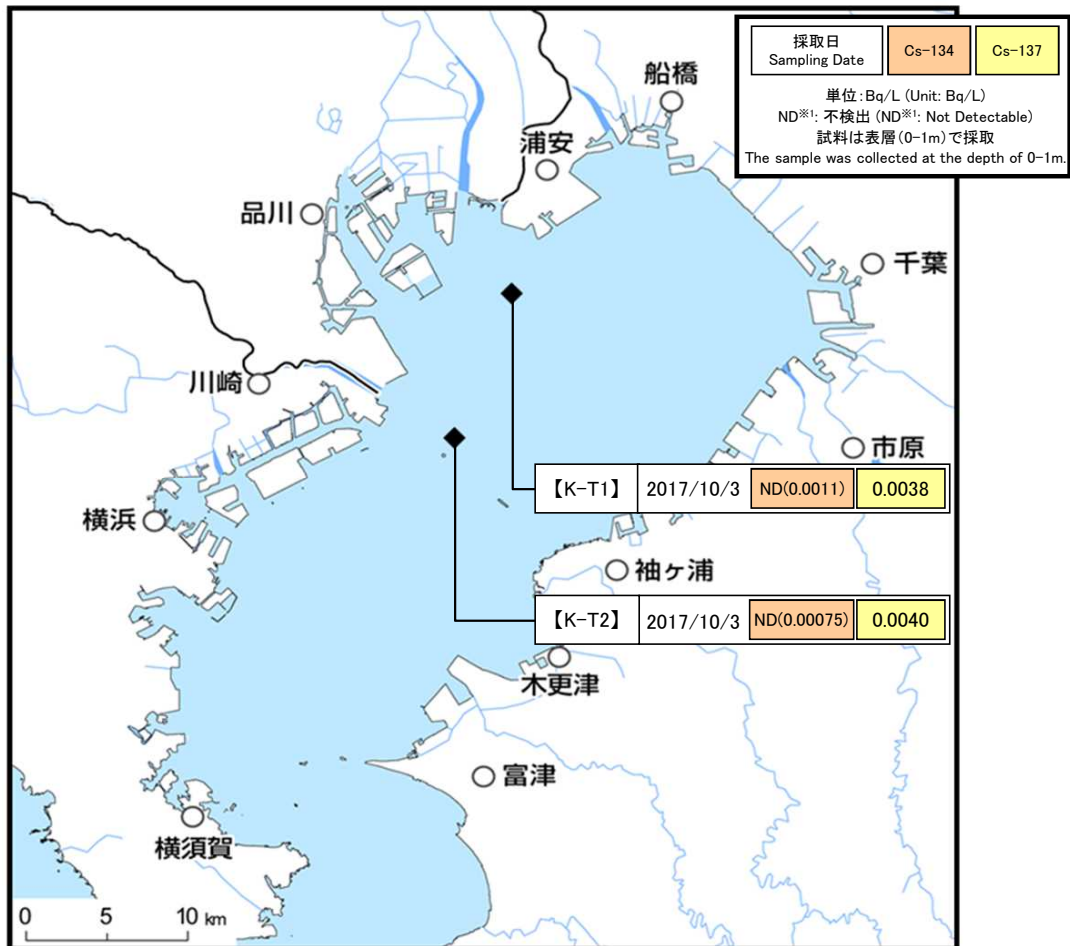 採取日
Sampling Date
Cs-134
Cs-137
単位:Bq/L (Unit: Bq/L)
ND※1: 不検出 (ND※1: Not Detectable)
試料は表層(0-1m)で採取
The sample was collected at the depth of 0-1m.
船橋
浦安
品川
千葉
川崎
市原
【K-T1】 2017/10/3 ND(0.0011) 0.0038
横浜
袖ヶ浦
【K-T2】 2017/10/3 ND(0.00075) 0.0040
木更津
富津
横須賀
0 5 10 km